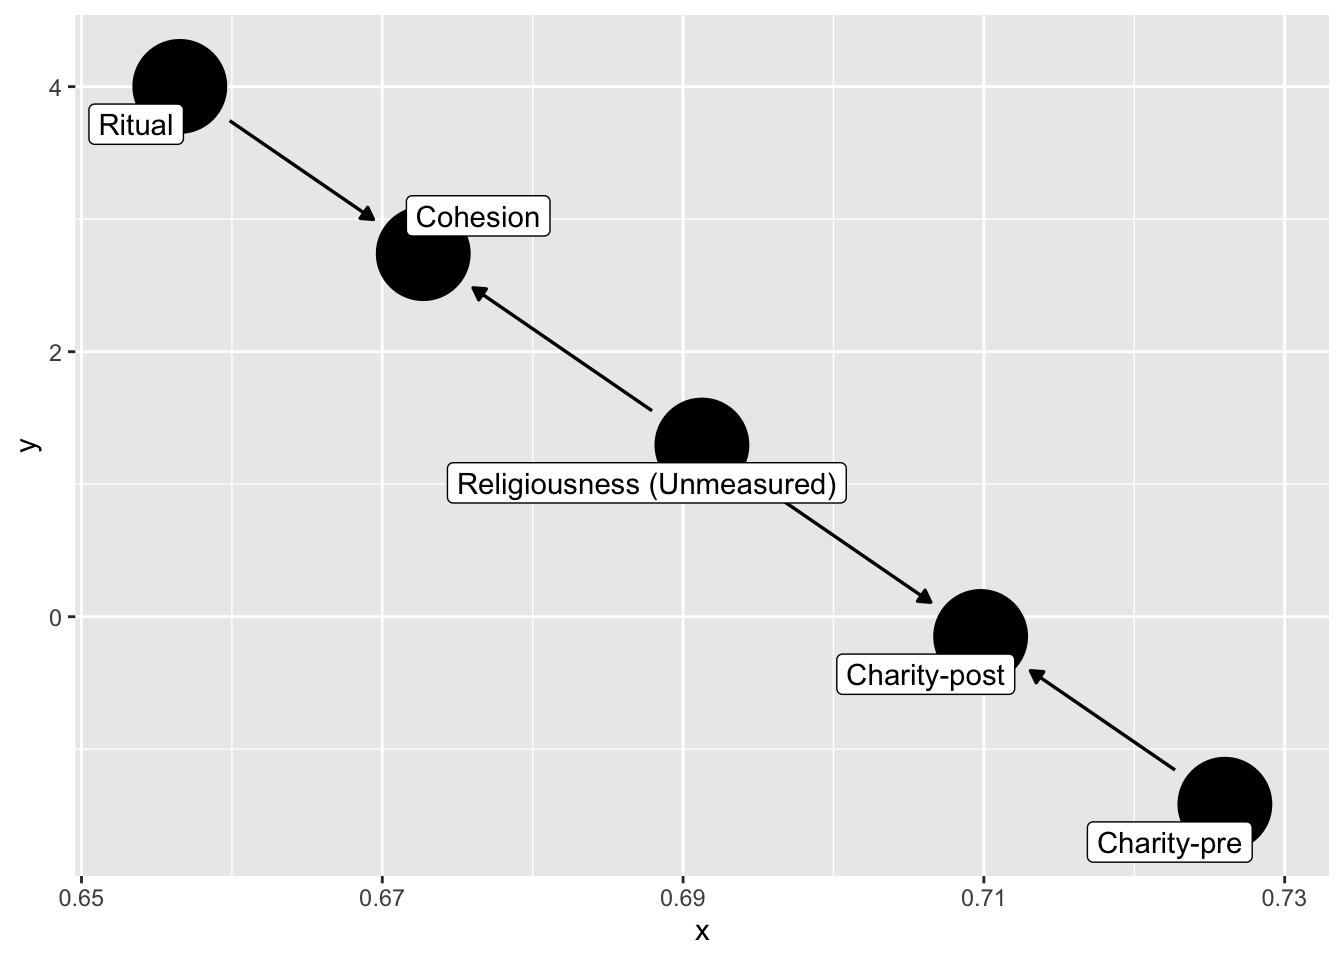 4
Ritual
Cohesion
2
y
Religiousness (Unmeasured)
0
Charity-post
Charity-pre
0.65 0.67 0.69 0.71 0.73
x